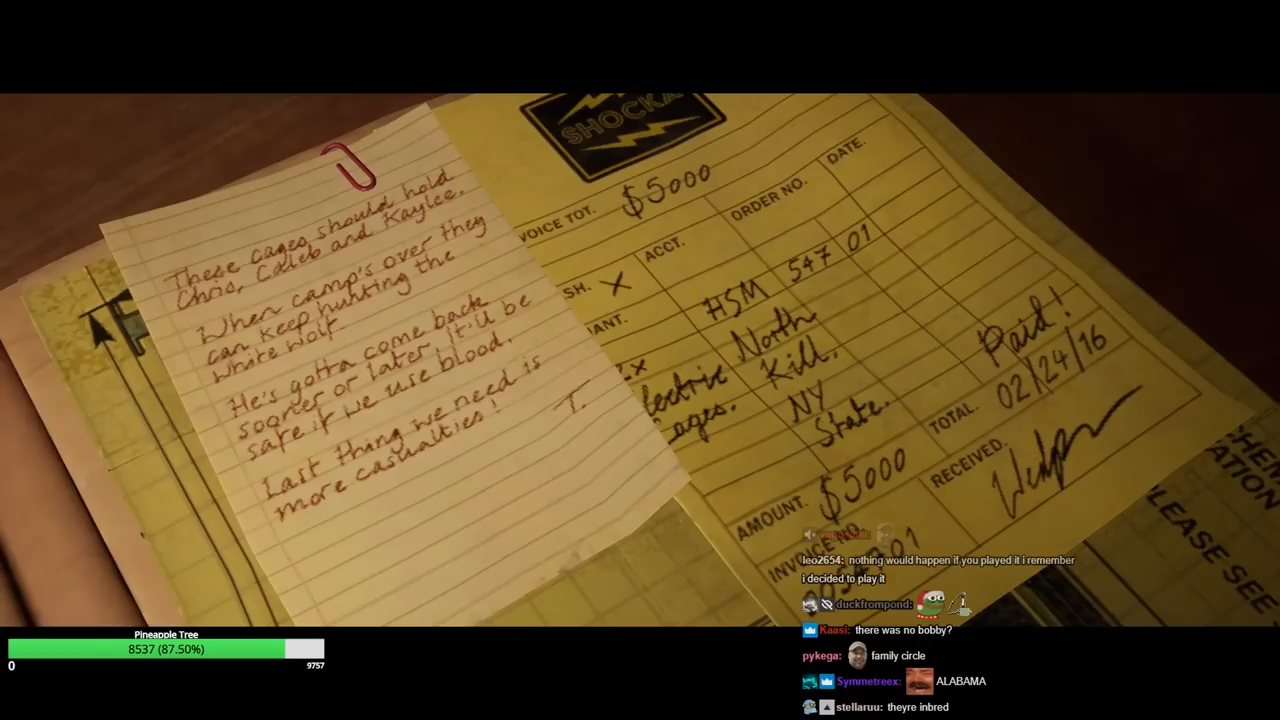 These cages should hold
Chris, Caleb and Kaylee.
When camp's over they
can keep hunting the
White Wolf.
He's gotta come back
sooner or later, it'll be
safe if we use blood.
Last thing we need is
more casualties!
T.
SHOCKA
VOICE TOT. $5000
SH. X ACCT. ORDER NO. DATE.
ANT. HSM 547 01
North
Kill,
NY
State.
Paid!
AMOUNT. $5000 TOTAL. 02/24/16
RECEIVED.
INVOICE NO.
LEASE SEE
leo2654: nothing would happen if you played it i remember
i decided to play it
duckfrompond:
Kaasi: there was no bobby?
pykega: family circle
Symmetreex: ALABAMA
stellaruu: theyre inbred
Pineapple Tree
8537 (87.50%)
0 9757